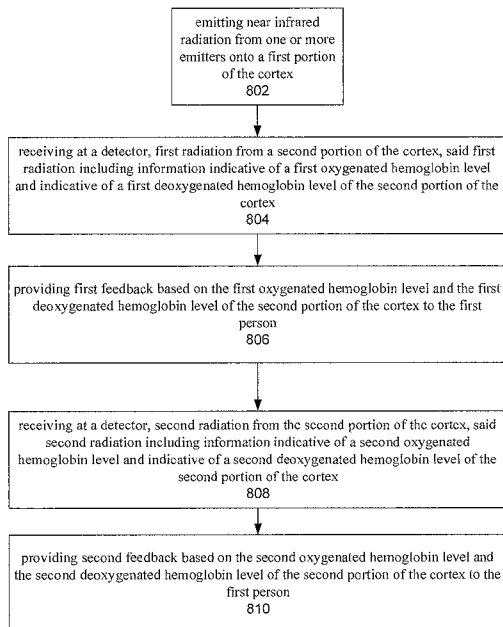 emitting near infrared
radiation from one or more
emitters onto a first portion
of the cortex
802
receiving at a detector, first radiation from a second portion of the cortex, said first
radiation including information indicative of a first oxygenated hemoglobin level
and indicative of a first deoxygenated hemoglobin level of the second portion of the
cortex
804
providing first feedback based on the first oxygenated hemoglobin level and the first
deoxygenated hemoglobin level of the second portion of the cortex to the first
person
806
receiving at a detector, second radiation from the second portion of the cortex, said
second radiation including information indicative of a second oxygenated
hemoglobin level and indicative of a second deoxygenated hemoglobin level of the
second portion of the cortex
808
providing second feedback based on the second oxygenated hemoglobin level and
the second deoxygenated hemoglobin level of the second portion of the cortex to the
first person
810